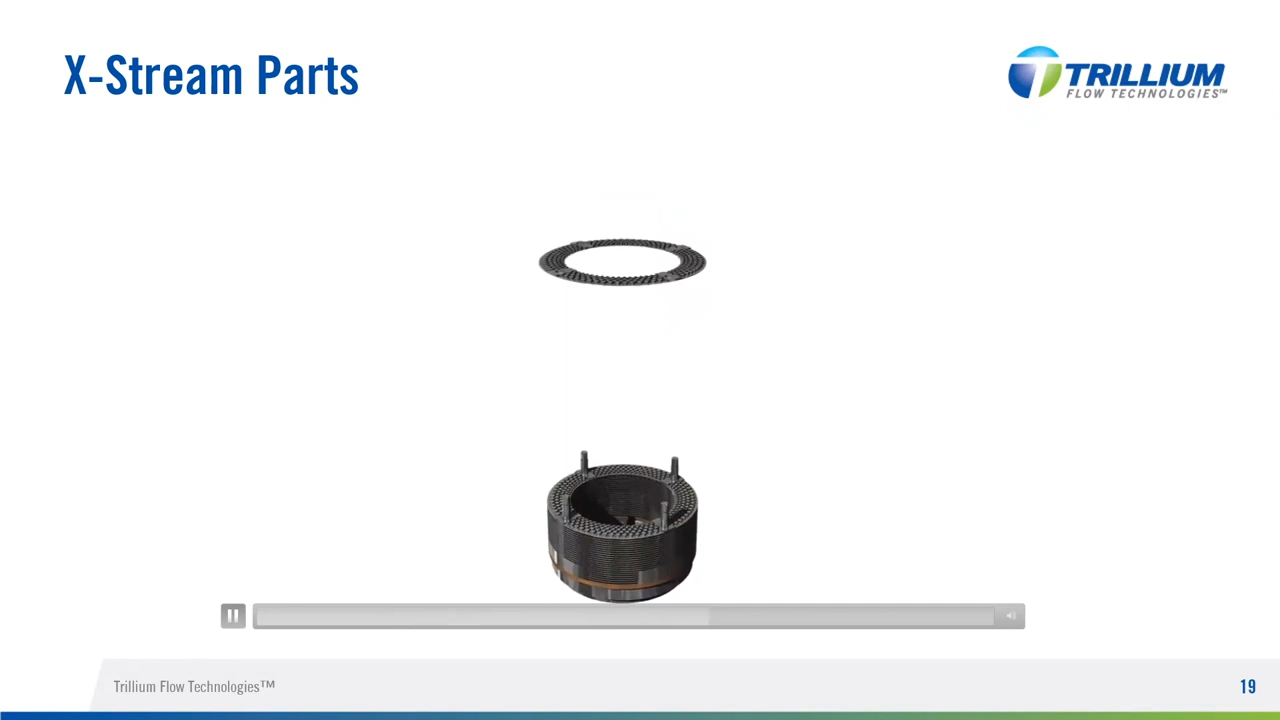 X-Stream Parts
TRILLIUM
FLOW TECHNOLOGIES™
Trillium Flow Technologies™
19